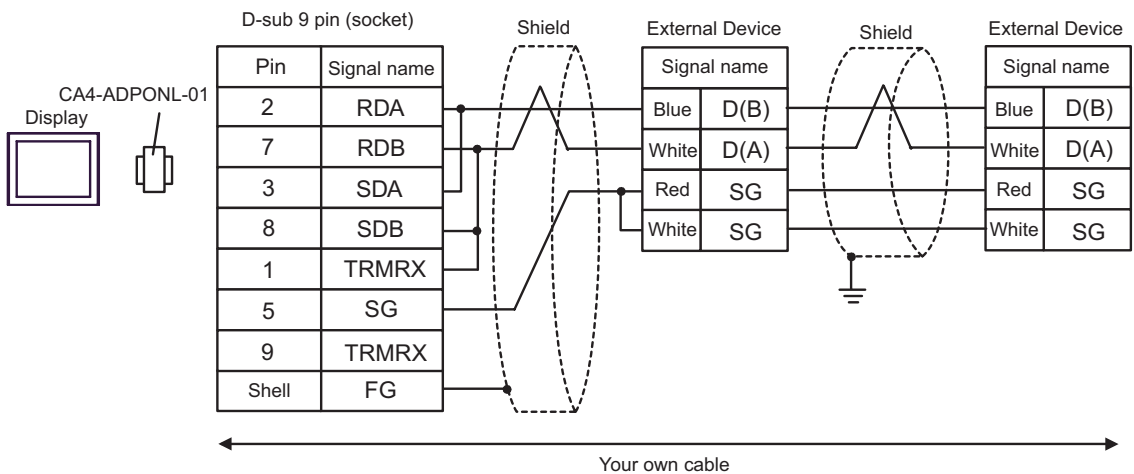 D-sub 9 pin (socket)
Shield
External Device
Shield
External Device
Pin Signal name
Signal name
Signal name
CA4-ADPONL-01
Display
2 RDA
Blue D(B)
Blue D(B)
7 RDB
White D(A)
White D(A)
3 SDA
Red SG
Red SG
8 SDB
White SG
White SG
1 TRMRX
5 SG
9 TRMRX
Shell FG
Your own cable